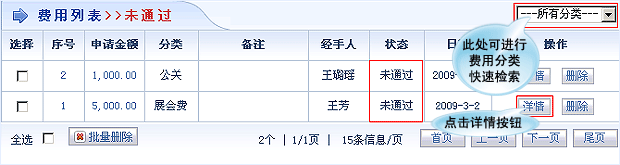 费用列表>>未通过
---所有分类---
选择 序号 申请金额 分类 备注 经手人 状态 日 操作
此处可进行
费用分类
快速检索
2 1,000.00 公关 王璐瑶 未通过 2009- 情 删除
1 5,000.00 展会费 王芳 未通过 2009-3-2 详情 删除
点击详情按钮
全选 批量删除 2个 | 1/1页 | 15条信息/页 首页 上一页 下一页 尾页